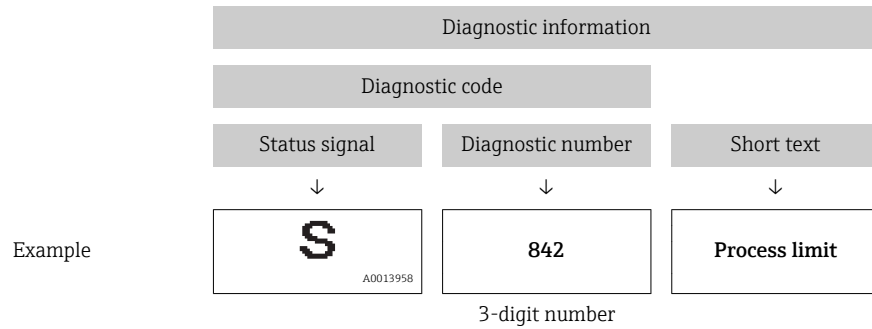 Diagnostic information
Diagnostic code
Status signal Diagnostic number Short text
↓ ↓ ↓
Example S 842 Process limit
A0013958
3-digit number